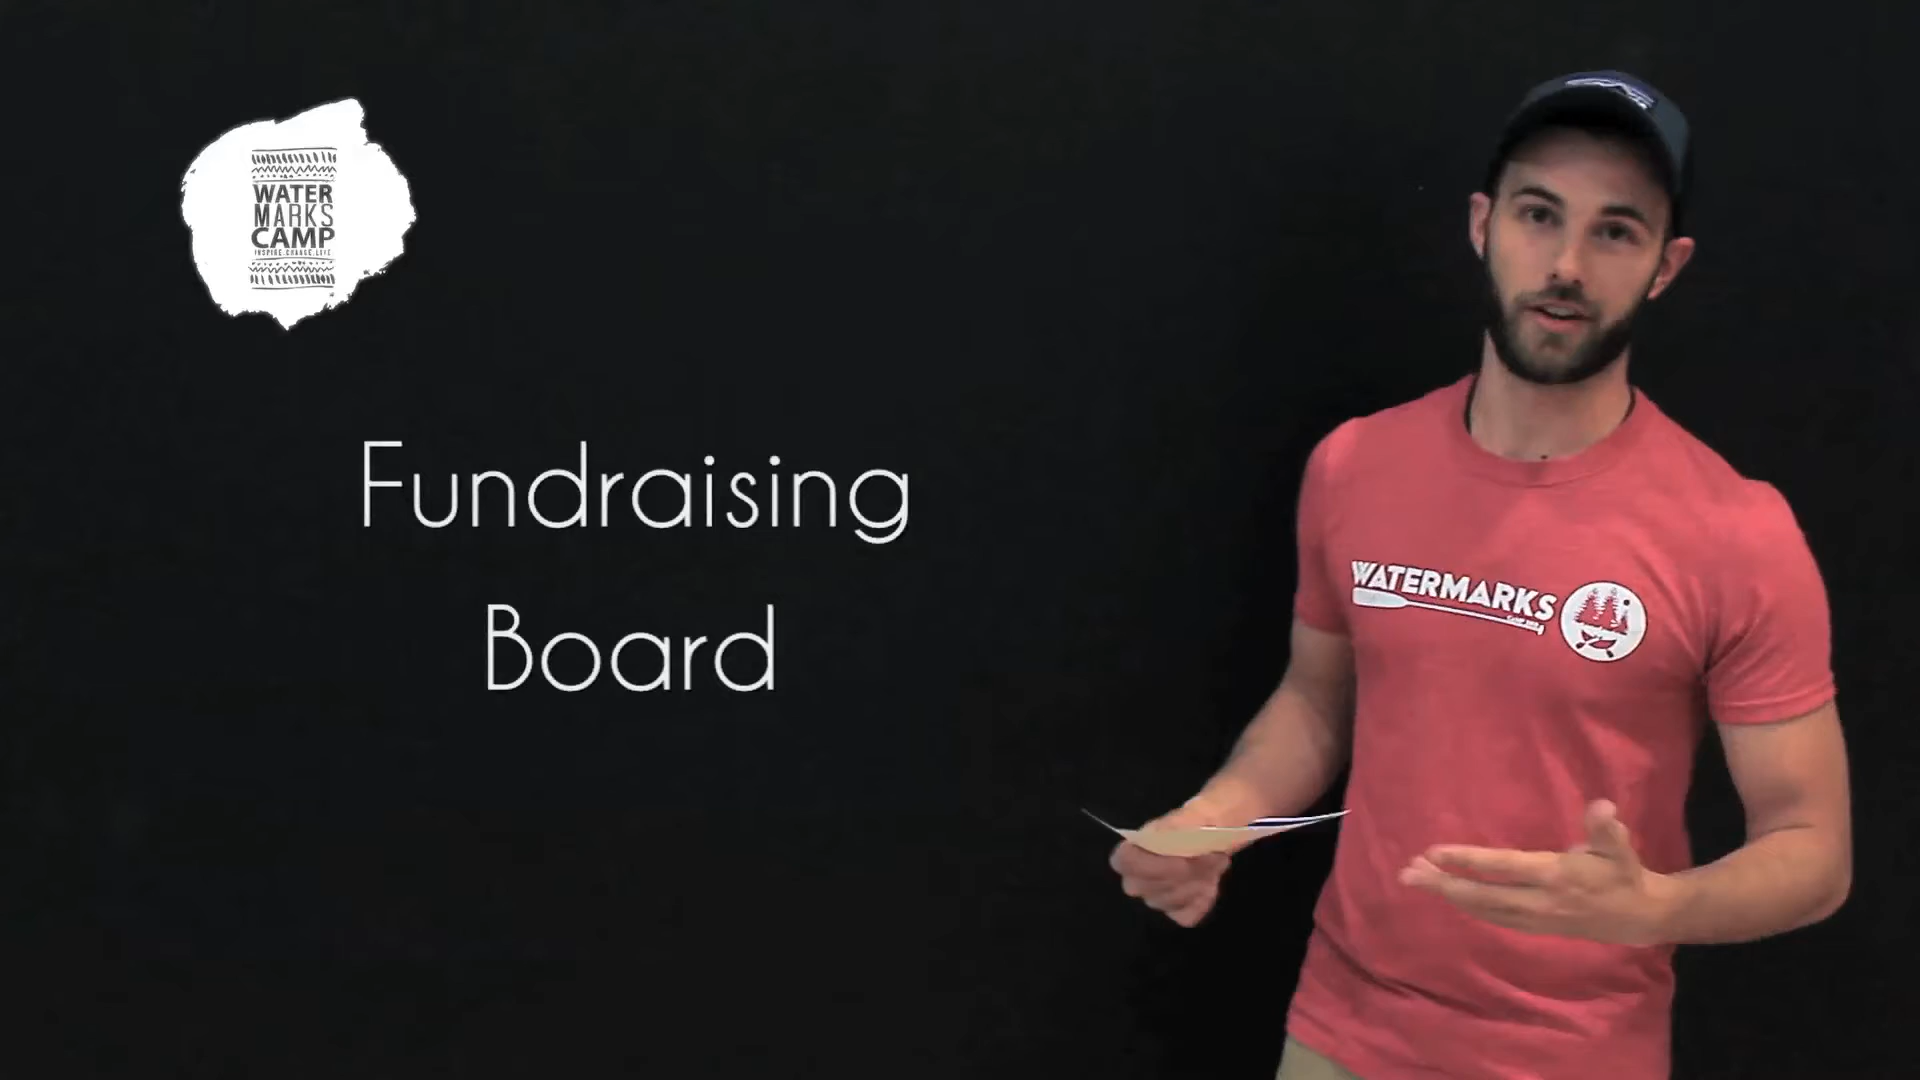 WATER
MARKS
CAMP
INSPIRE.CHANGE.LIVE.
Fundraising
Board
WATERMARKS